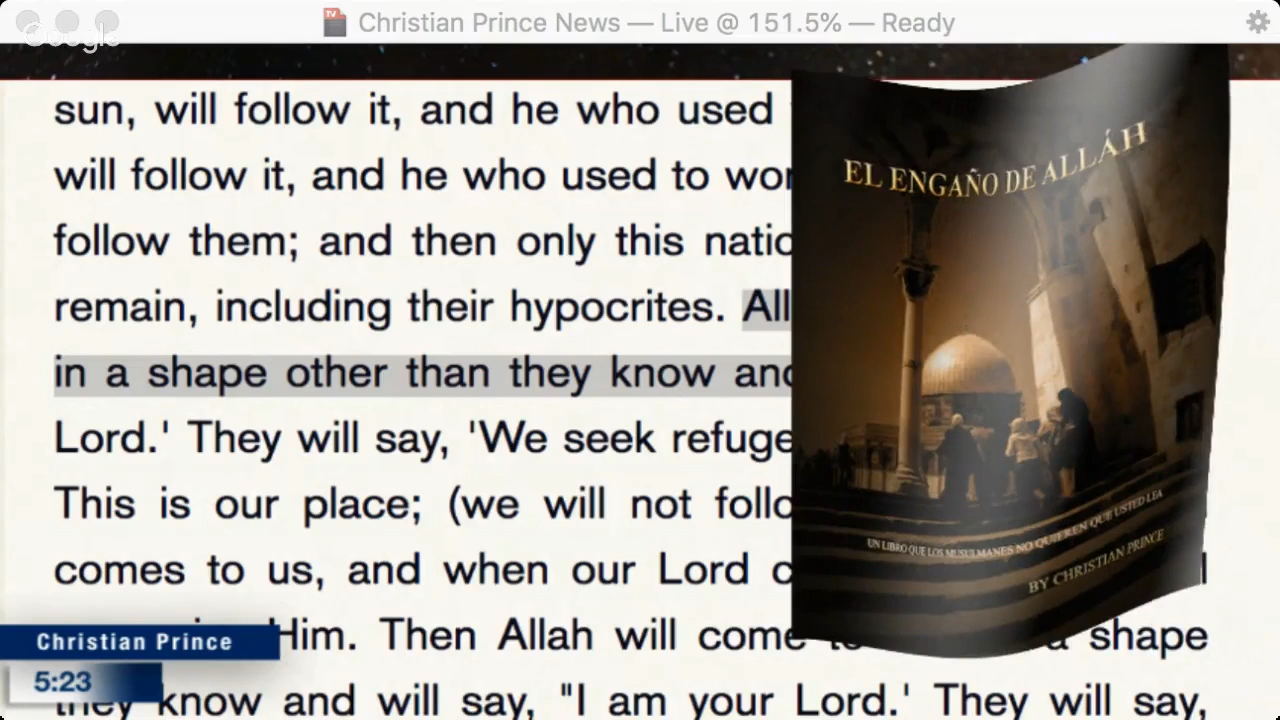 Christian Prince News — Live @ 151.5% — Ready
Google
sun, will follow it, and he who used
will follow it, and he who used to wor
follow them; and then only this natio
remain, including their hypocrites. All
in a shape other than they know and
Lord.' They will say, 'We seek refuge
This is our place; (we will not follo
comes to us, and when our Lord c
Him. Then Allah will come to a shape
they know and will say, "I am your Lord.' They will say,
EL ENGAÑO DE ALLÁH
UN LIBRO QUE LOS MUSULMANES NO QUIEREN QUE USTED LEA
BY CHRISTIAN PRINCE
Christian Prince
5:23